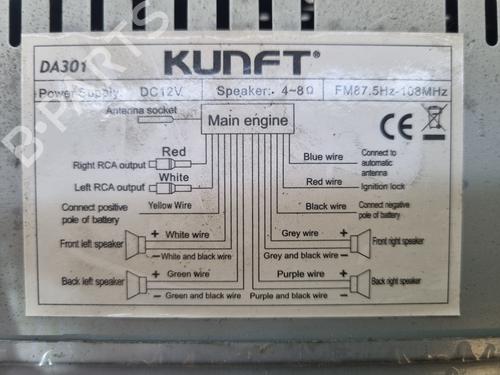 DA301
KUNFT®
Power Supply: DC12V
Speaker: 4~8Ω
FM87.5Hz-108MHz
Antenna socket
Main engine
CE
Red
Right RCA output
White
Left RCA output
Blue wire
Connect to
automatic
antenna
Red wire
Ignition lock
Connect positive
pole of battery
Yellow Wire
Black wire
Connect negative
pole of battery
Front left speaker
+ White wire
− White and black wire
Grey wire +
Grey and black wire −
Front right speaker
Back left speaker
+ Green wire
− Green and black wire
Purple wire +
Purple and black wire −
Back right speaker
B-PARTS